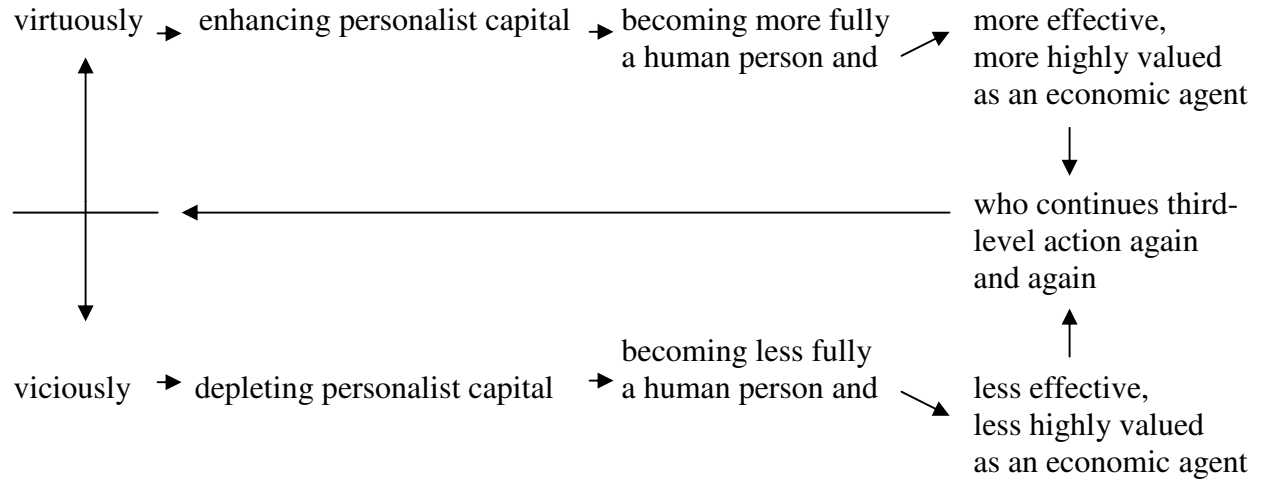 virtuously
enhancing personalist capital
becoming more fully
a human person and
more effective,
more highly valued
as an economic agent
who continues third-
level action again
and again
viciously
depleting personalist capital
becoming less fully
a human person and
less effective,
less highly valued
as an economic agent